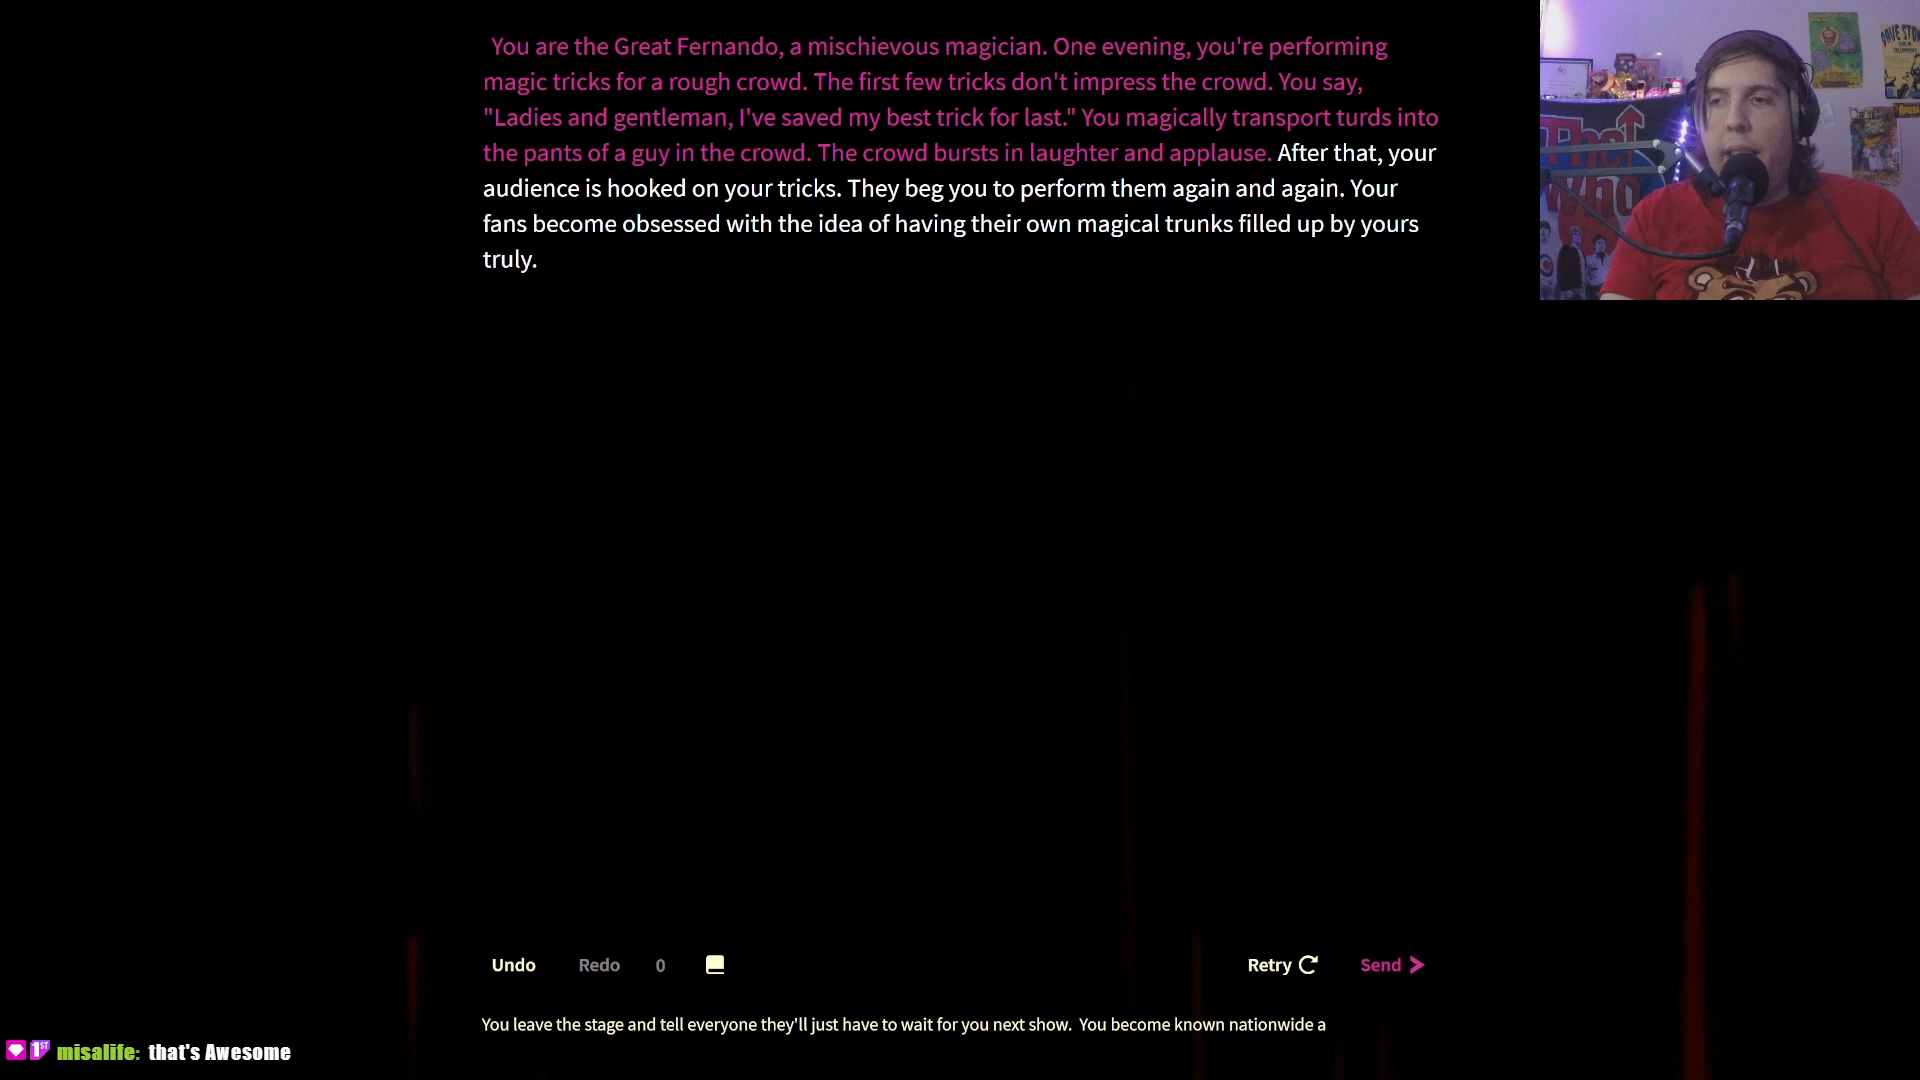 You are the Great Fernando, a mischievous magician. One evening, you're performing
magic tricks for a rough crowd. The first few tricks don't impress the crowd. You say,
"Ladies and gentleman, I've saved my best trick for last." You magically transport turds into
the pants of a guy in the crowd. The crowd bursts in laughter and applause. After that, your
audience is hooked on your tricks. They beg you to perform them again and again. Your
fans become obsessed with the idea of having their own magical trunks filled up by yours
truly.
The
Who
Undo Redo 0 Retry Send
You leave the stage and tell everyone they'll just have to wait for you next show.  You become known nationwide a
1ST misalife: that's Awesome